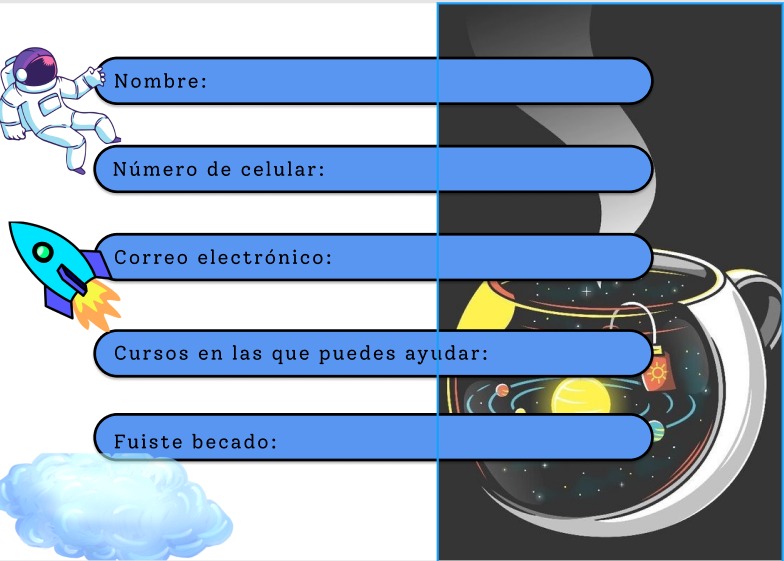 Nombre:
Número de celular:
Correo electrónico:
Cursos en las que puedes ayudar:
Fuiste becado: